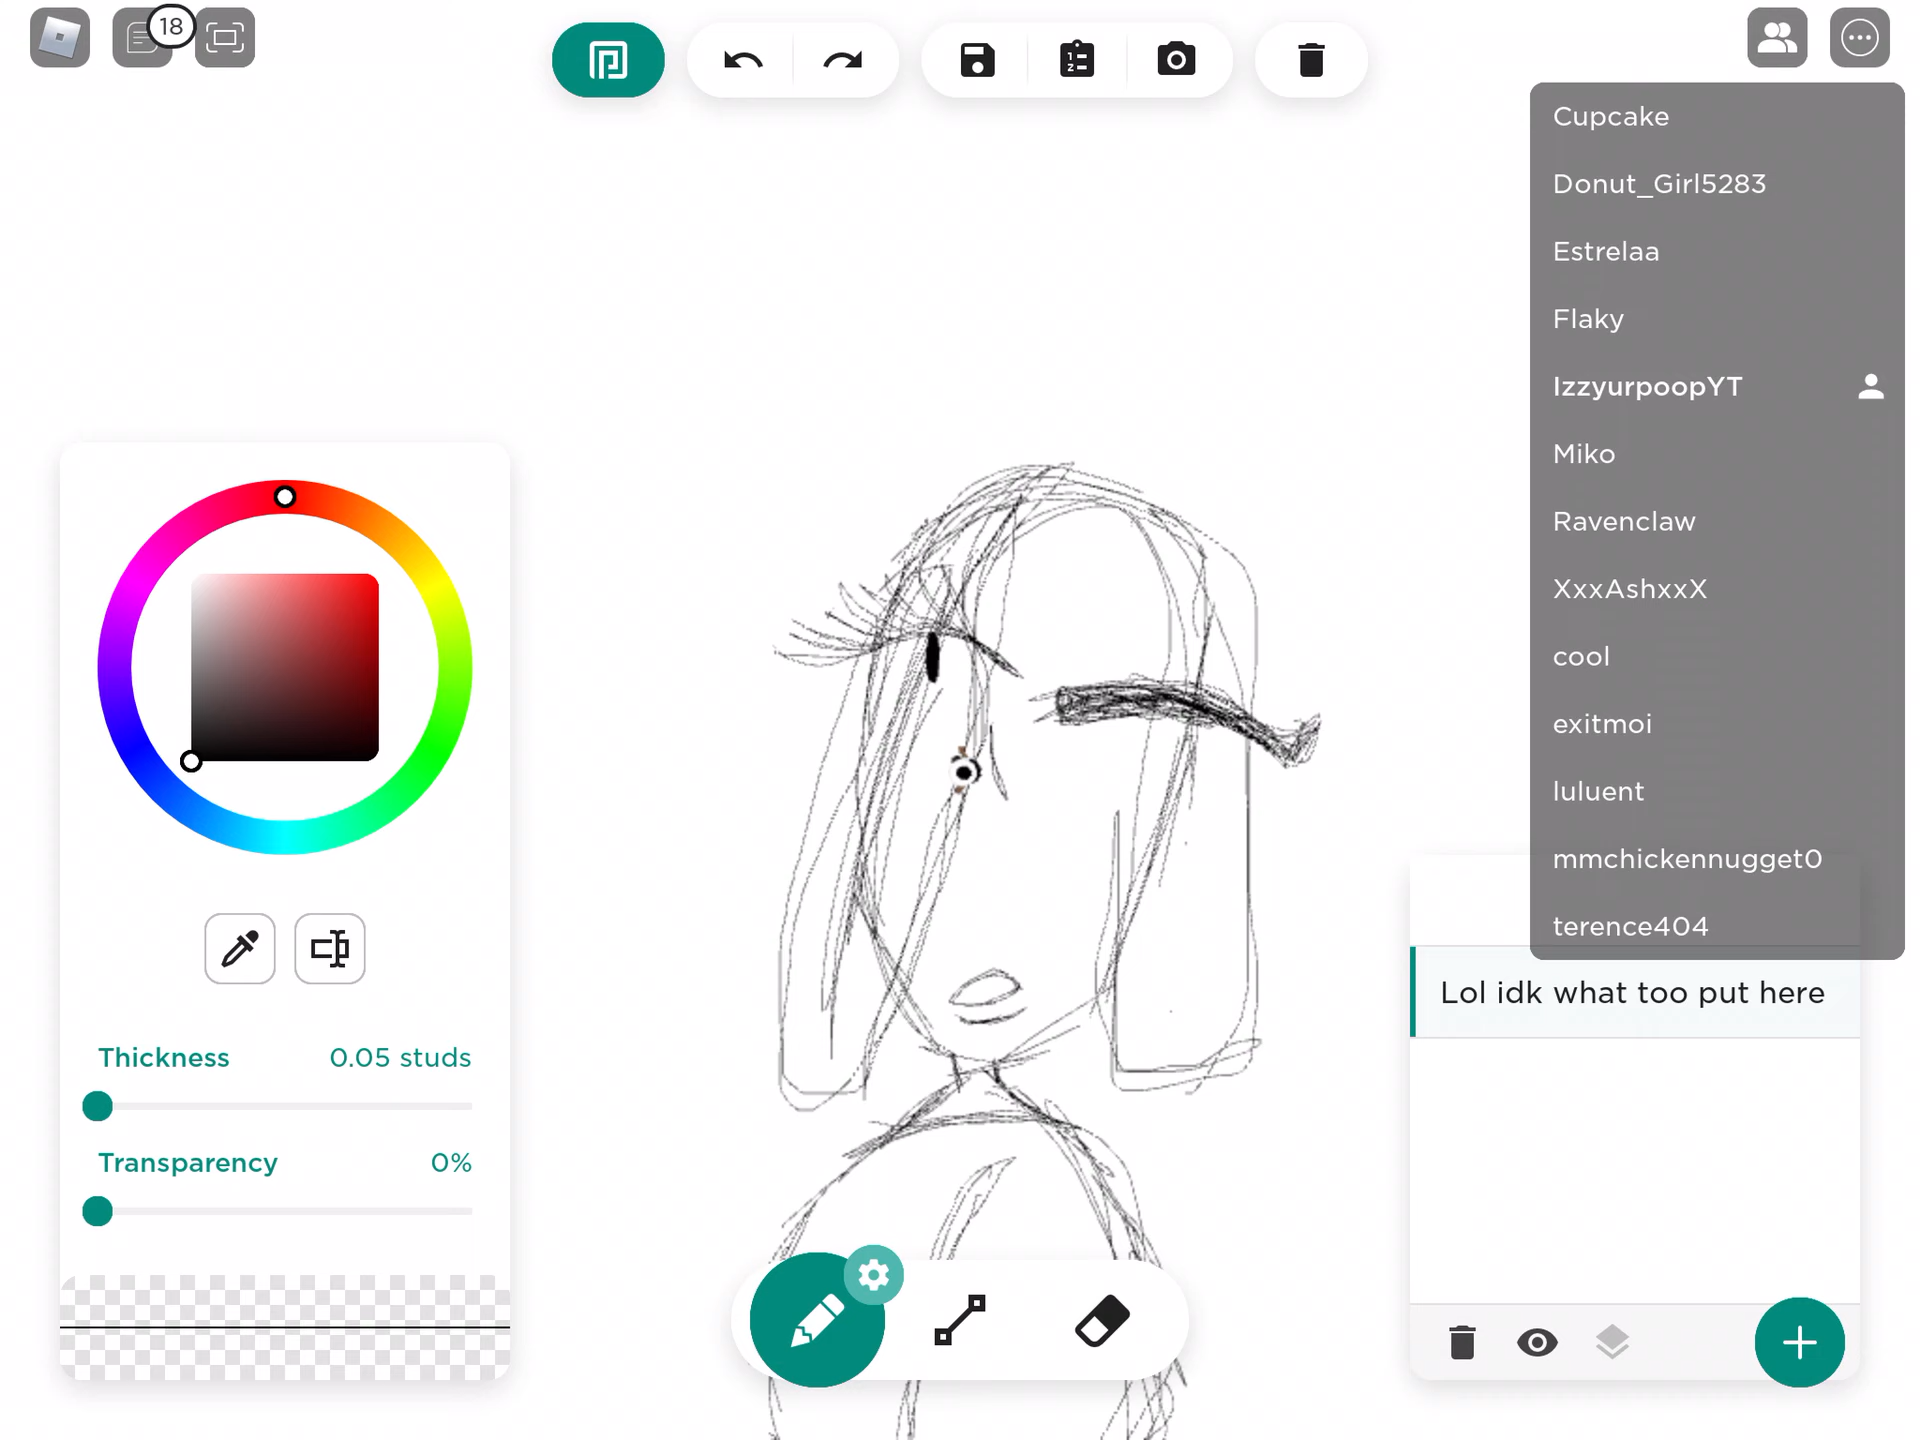 18
Cupcake
Donut_Girl5283
Estrelaa
Flaky
IzzyurpoopYT
Miko
Ravenclaw
XxxAshxxX
cool
exitmoi
luluent
mmchickennugget0
terence404
Lol idk what too put here
Thickness 0.05 studs
Transparency 0%